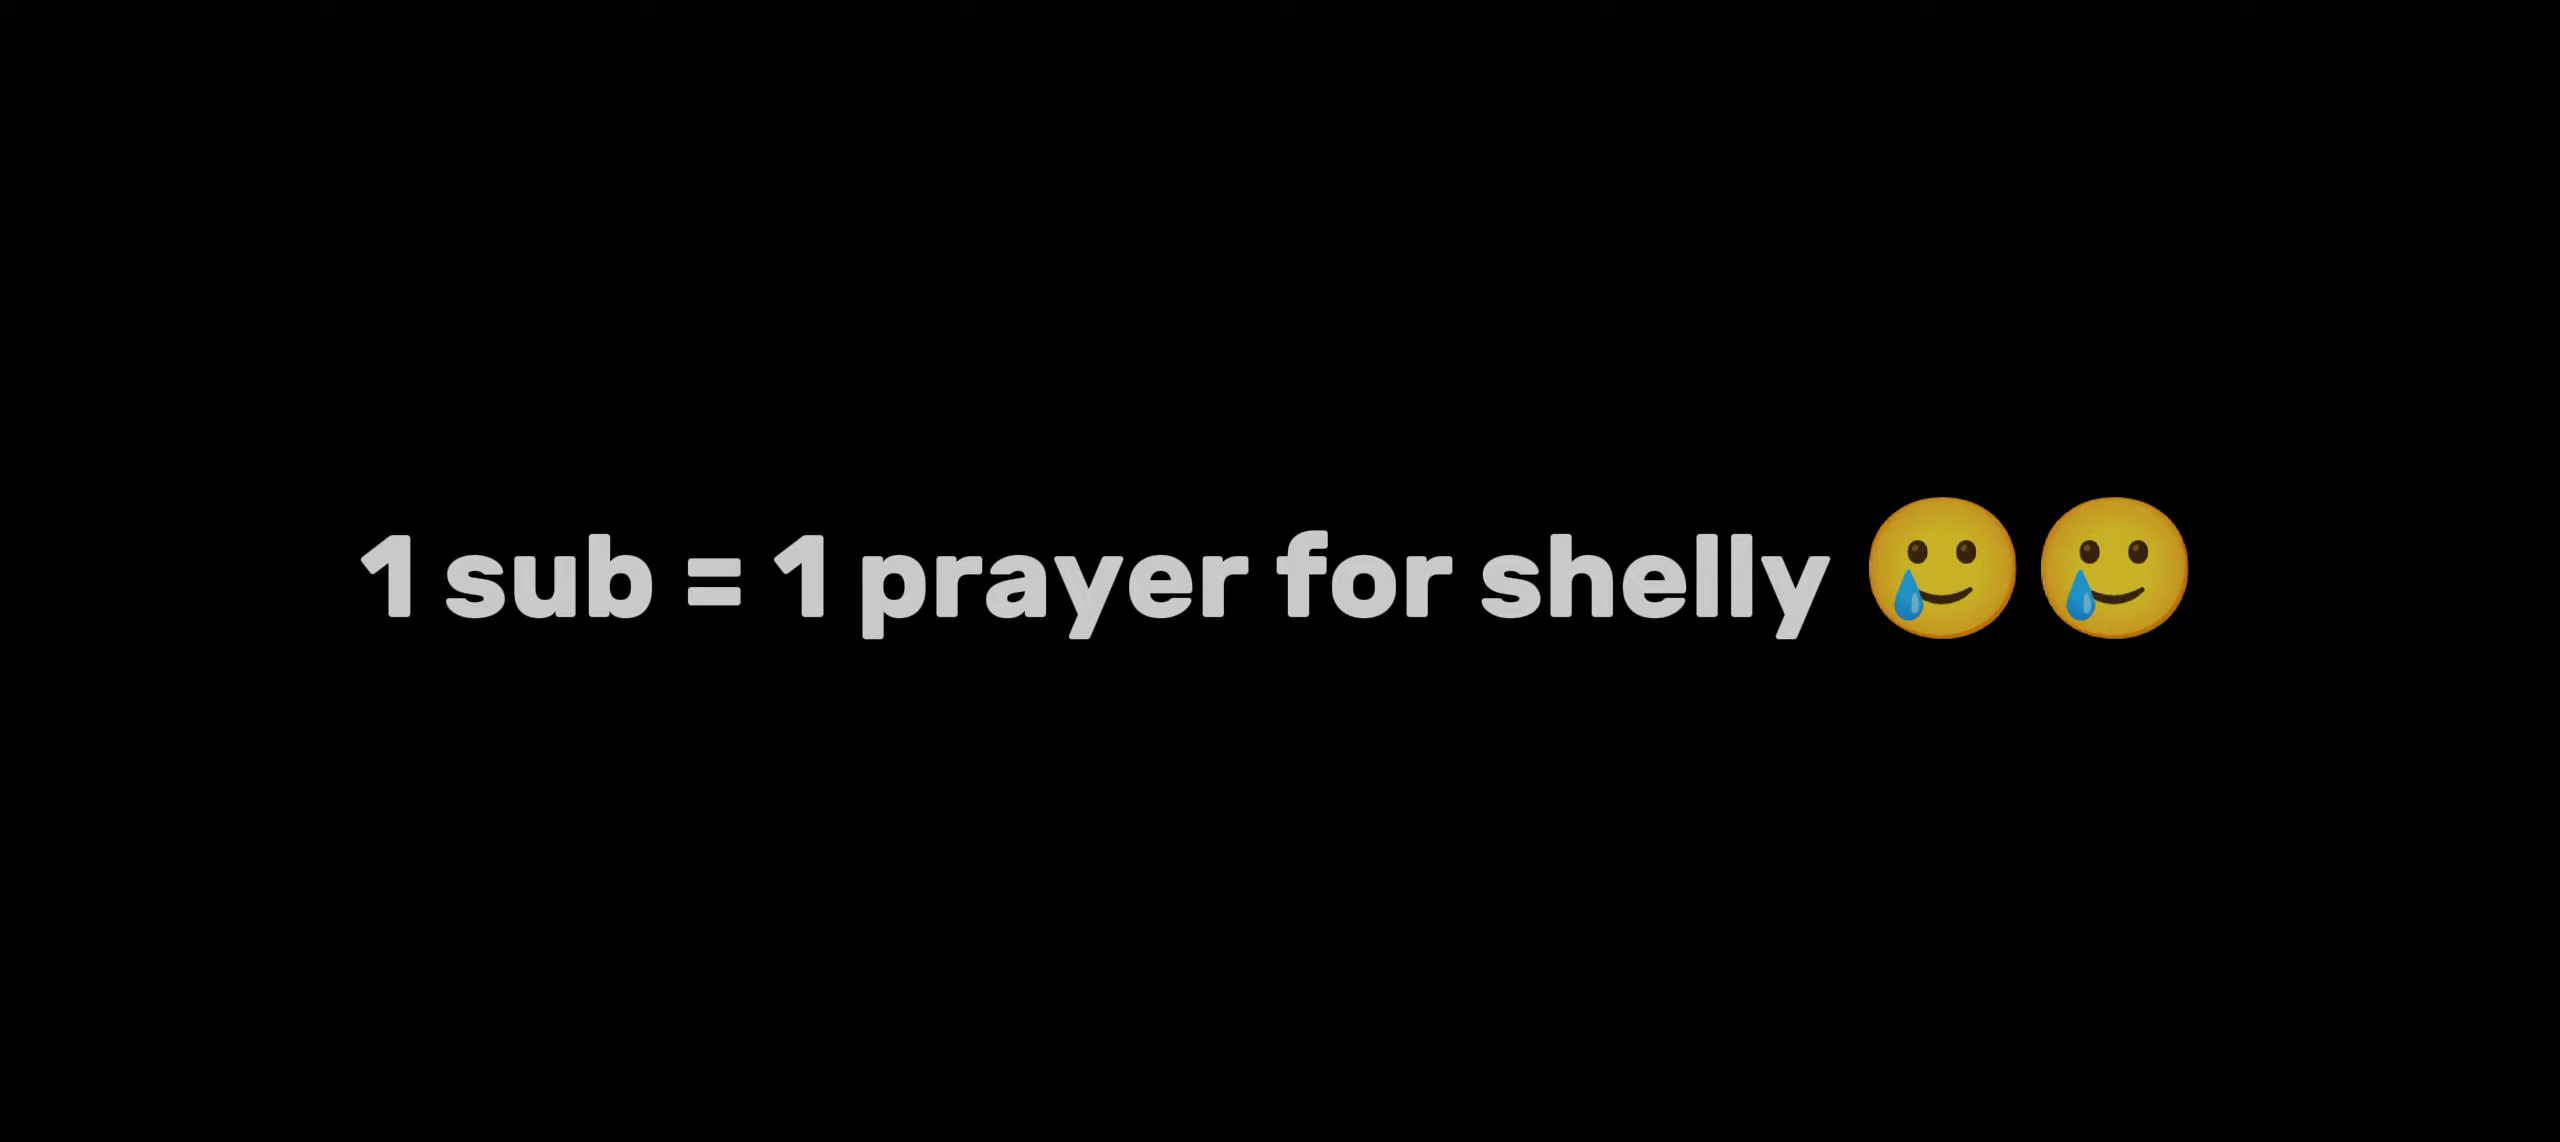 1 sub = 1 prayer for shelly 🥲🥲